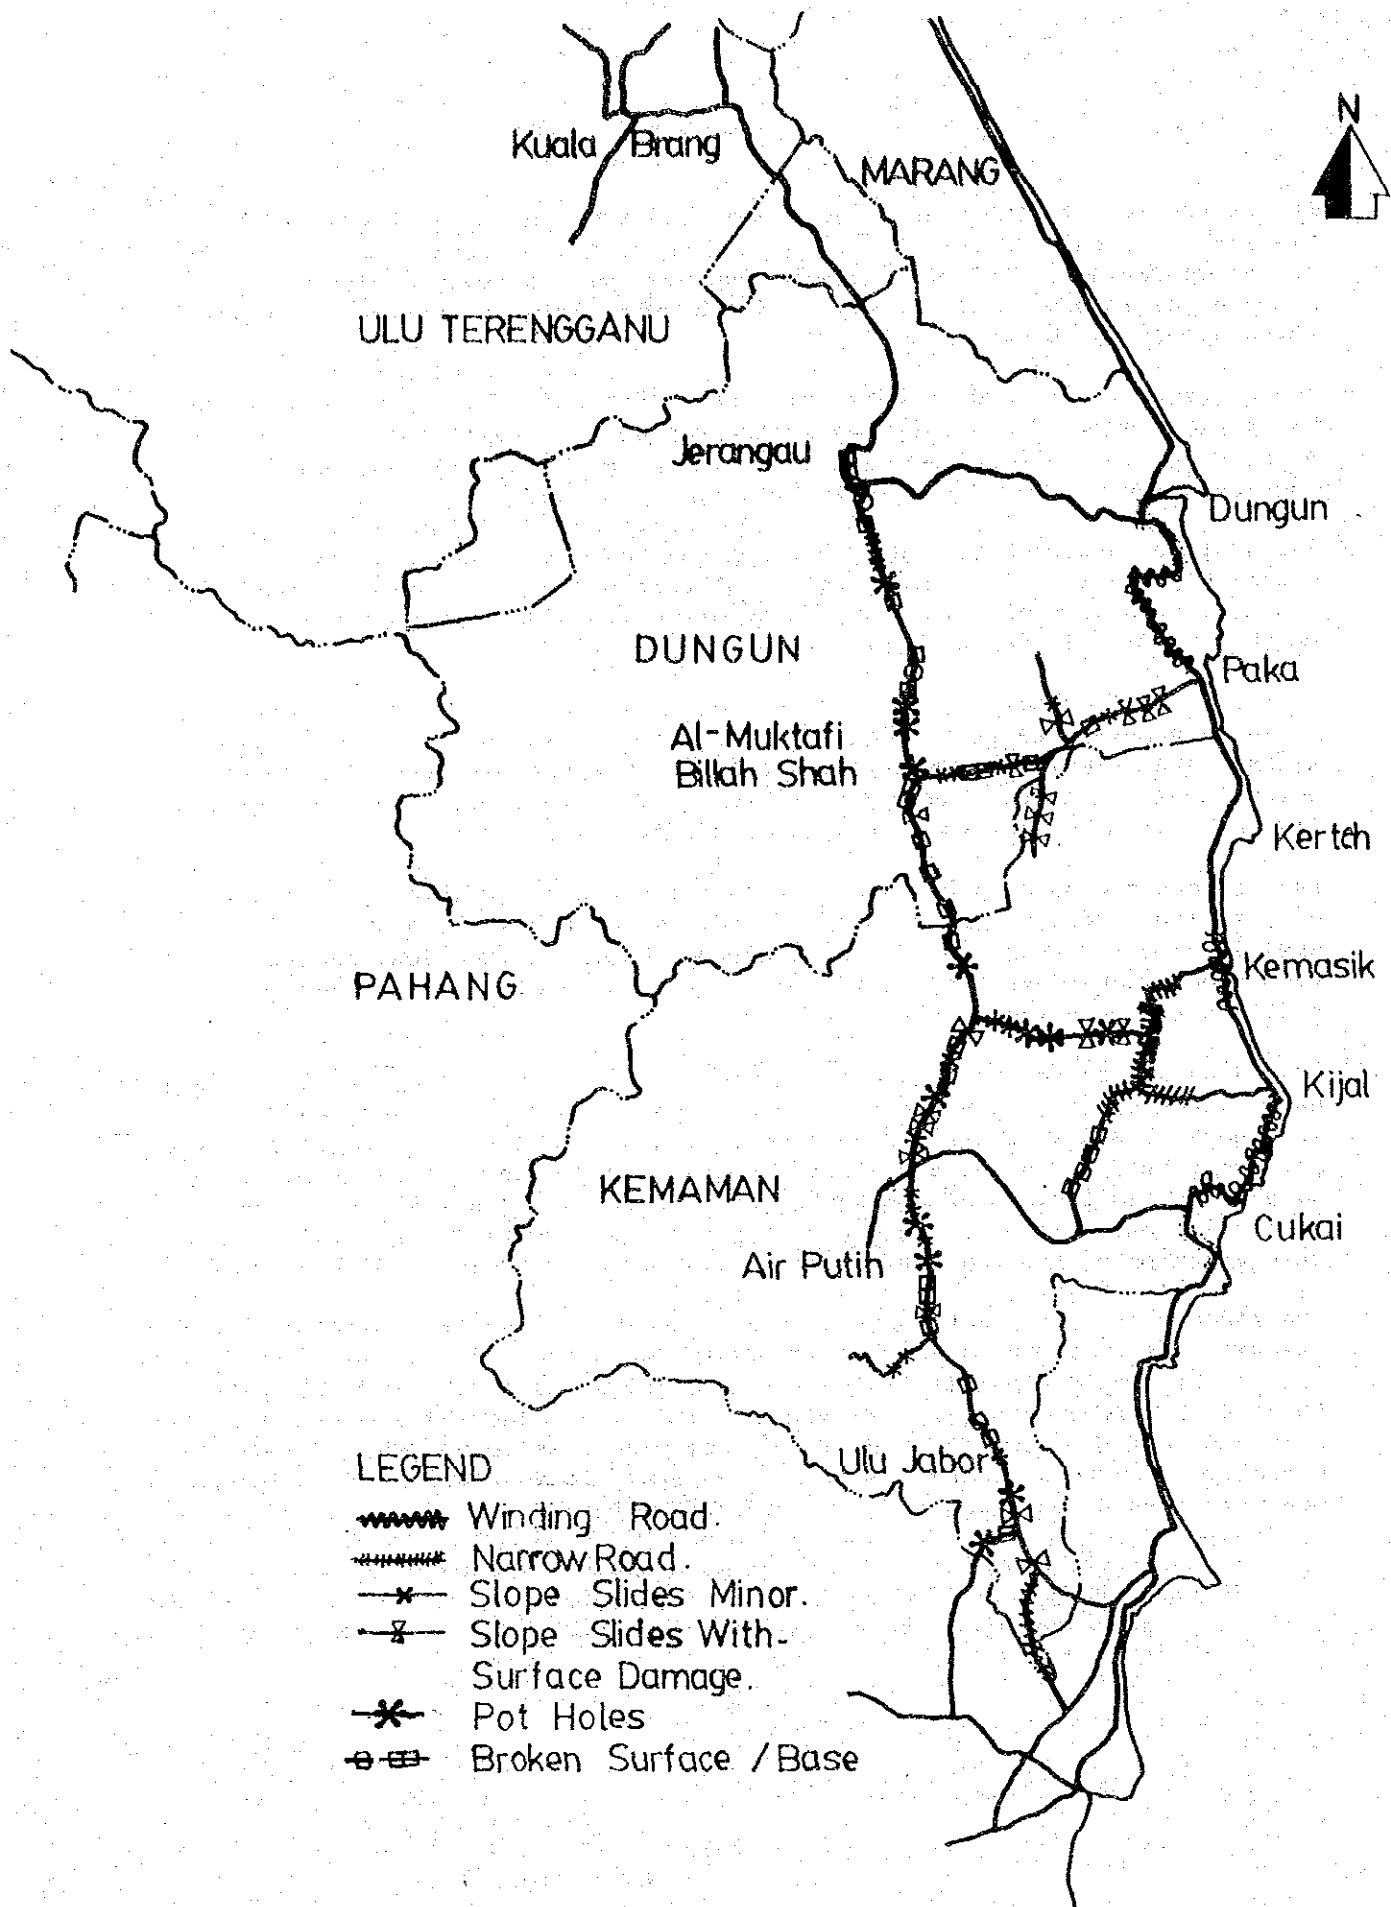 N
Kuala Brang
MARANG
ULU TERENGGANU
Jerangau
Dungun
DUNGUN
Paka
Al-Muktafi
Billah Shah
Kerteh
PAHANG
Kemasik
Kijal
KEMAMAN
Cukai
Air Putih
Ulu Jabor
LEGEND
Winding Road.
Narrow Road.
Slope Slides Minor.
Slope Slides With-
Surface Damage.
Pot Holes
Broken Surface / Base